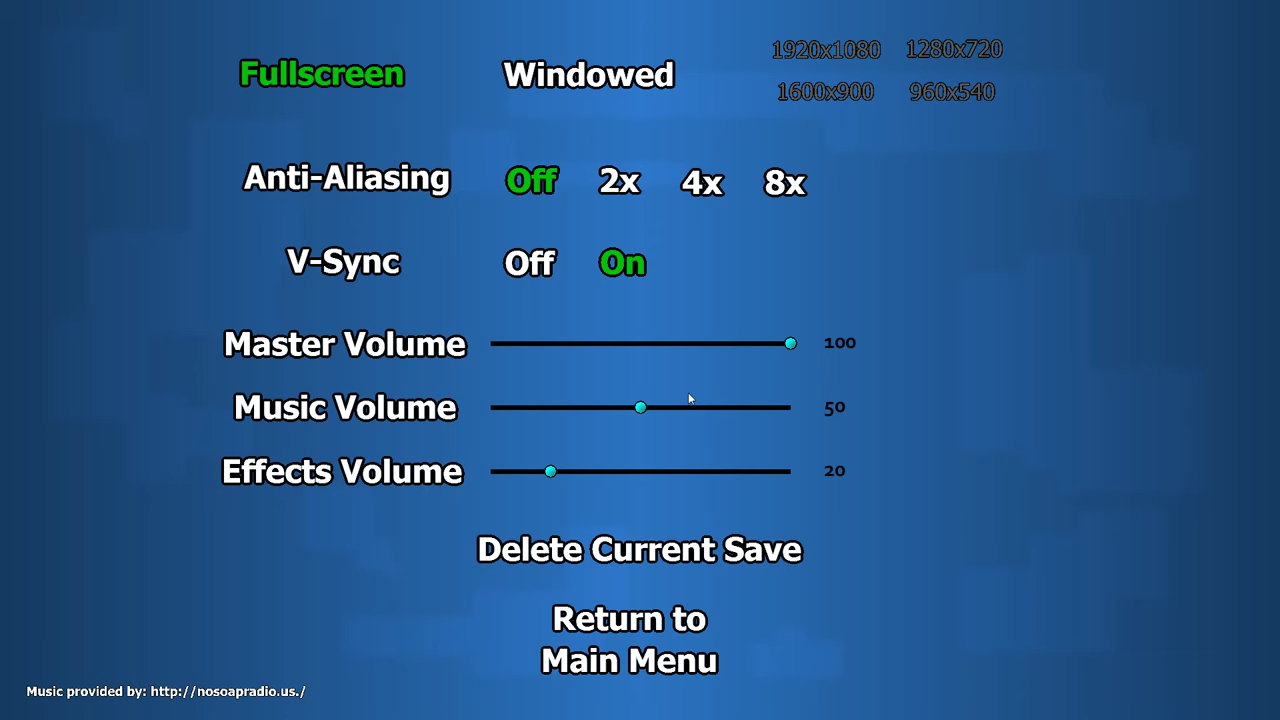 Fullscreen Windowed 1920x1080 1280x720
1600x900 960x540
Anti-Aliasing Off 2x 4x 8x
V-Sync Off On
Master Volume 100
Music Volume 50
Effects Volume 20
Delete Current Save
Return to
Main Menu
Music provided by: http://nosoapradio.us./